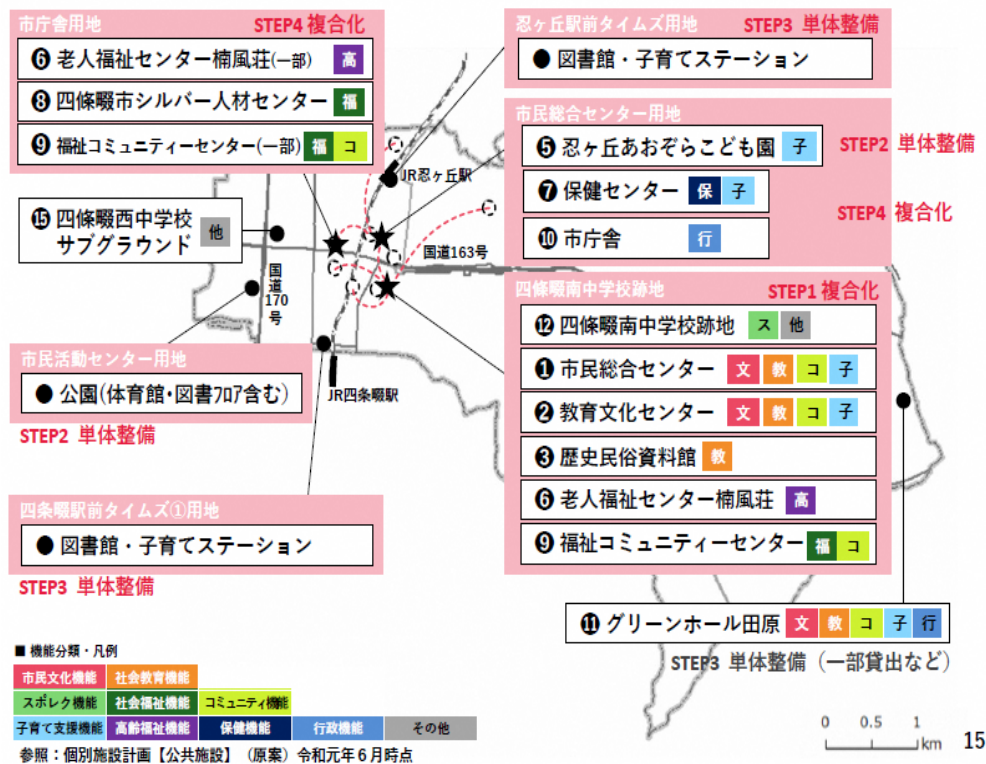 市庁舎用地
STEP4 複合化
❻ 老人福祉センター楠風荘(一部) 高
❽ 四條畷市シルバー人材センター 福
❾ 福祉コミュニティーセンター(一部) 福 コ
忍ヶ丘駅前タイムズ用地
STEP3 単体整備
● 図書館・子育てステーション
市民総合センター用地
❺ 忍ヶ丘あおぞらこども園 子
STEP2 単体整備
❼ 保健センター 保 子
STEP4 複合化
❿ 市庁舎 行
JR忍ヶ丘駅
⓯ 四條畷西中学校
サブグラウンド 他
国道163号
国道
170
号
四條畷南中学校跡地
STEP1 複合化
⓬ 四條畷南中学校跡地 ス 他
❶ 市民総合センター 文 教 コ 子
❷ 教育文化センター 文 教 コ 子
❸ 歴史民俗資料館 教
❻ 老人福祉センター楠風荘 高
❾ 福祉コミュニティーセンター 福 コ
市民活動センター用地
● 公園(体育館・図書ﾌﾛｱ含む)
STEP2 単体整備
JR四条畷駅
四条畷駅前タイムズ①用地
● 図書館・子育てステーション
STEP3 単体整備
⓫ グリーンホール田原 文 教 コ 子 行
STEP3 単体整備（一部貸出など）
■ 機能分類・凡例
市民文化機能 社会教育機能
スポレク機能 社会福祉機能 コミュニティ機能
子育て支援機能 高齢福祉機能 保健機能 行政機能 その他
参照：個別施設計画【公共施設】（原案）令和元年６月時点
0 0.5 1
km
15